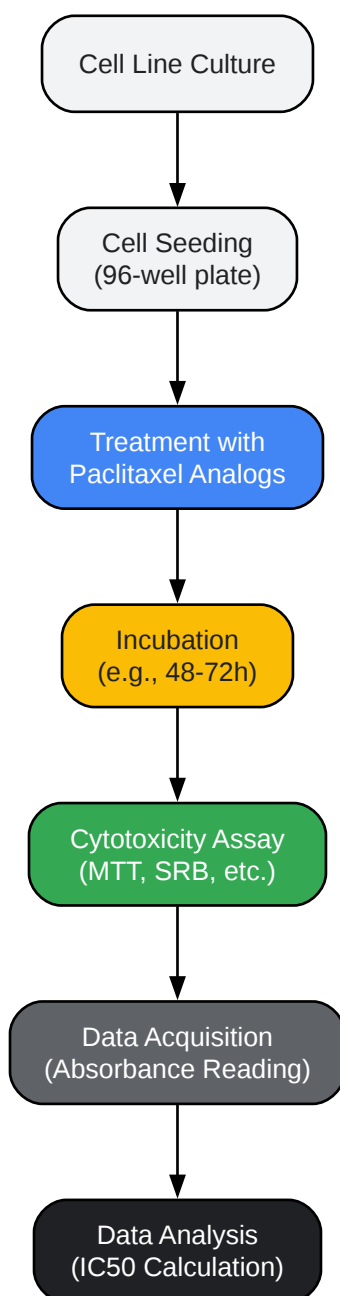 Cell Line Culture
Cell Seeding
(96-well plate)
Treatment with
Paclitaxel Analogs
Incubation
(e.g., 48-72h)
Cytotoxicity Assay
(MTT, SRB, etc.)
Data Acquisition
(Absorbance Reading)
Data Analysis
(IC50 Calculation)